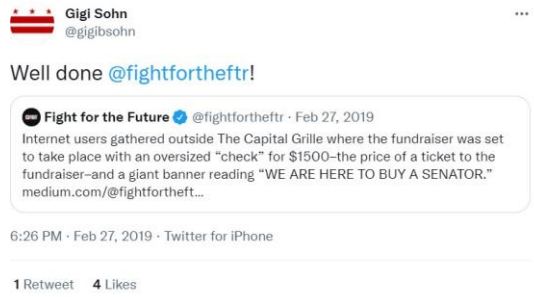 Gigi Sohn
@gigibsohn
Well done @fightfortheftr!
Fight for the Future @fightfortheftr · Feb 27, 2019
Internet users gathered outside The Capital Grille where the fundraiser was set
to take place with an oversized “check” for $1500–the price of a ticket to the
fundraiser–and a giant banner reading “WE ARE HERE TO BUY A SENATOR.”
medium.com/@fightfortheft...
6:26 PM · Feb 27, 2019 · Twitter for iPhone
1 Retweet 4 Likes